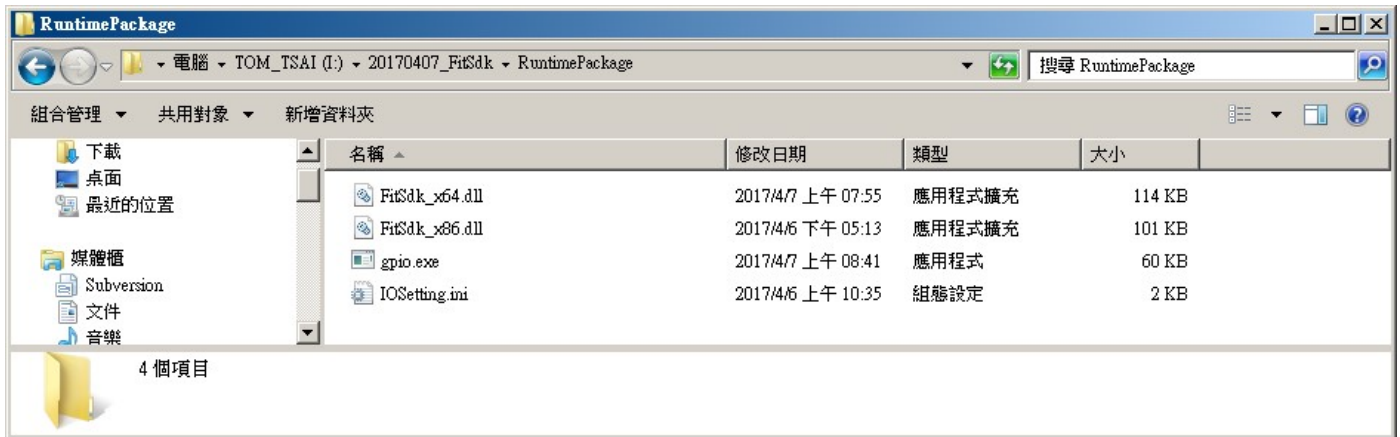 RuntimePackage
電腦 TOM_TSAI (I:) 20170407_FitSdk RuntimePackage 搜尋 RuntimePackage
組合管理 共用對象 新增資料夾
下載
桌面
最近的位置
媒體櫃
Subversion
文件
音樂
名稱 修改日期 類型 大小
FitSdk_x64.dll 2017/4/7 上午 07:55 應用程式擴充 114 KB
FitSdk_x86.dll 2017/4/6 下午 05:13 應用程式擴充 101 KB
gpio.exe 2017/4/7 上午 08:41 應用程式 60 KB
IOSetting.ini 2017/4/6 上午 10:35 組態設定 2 KB
4 個項目